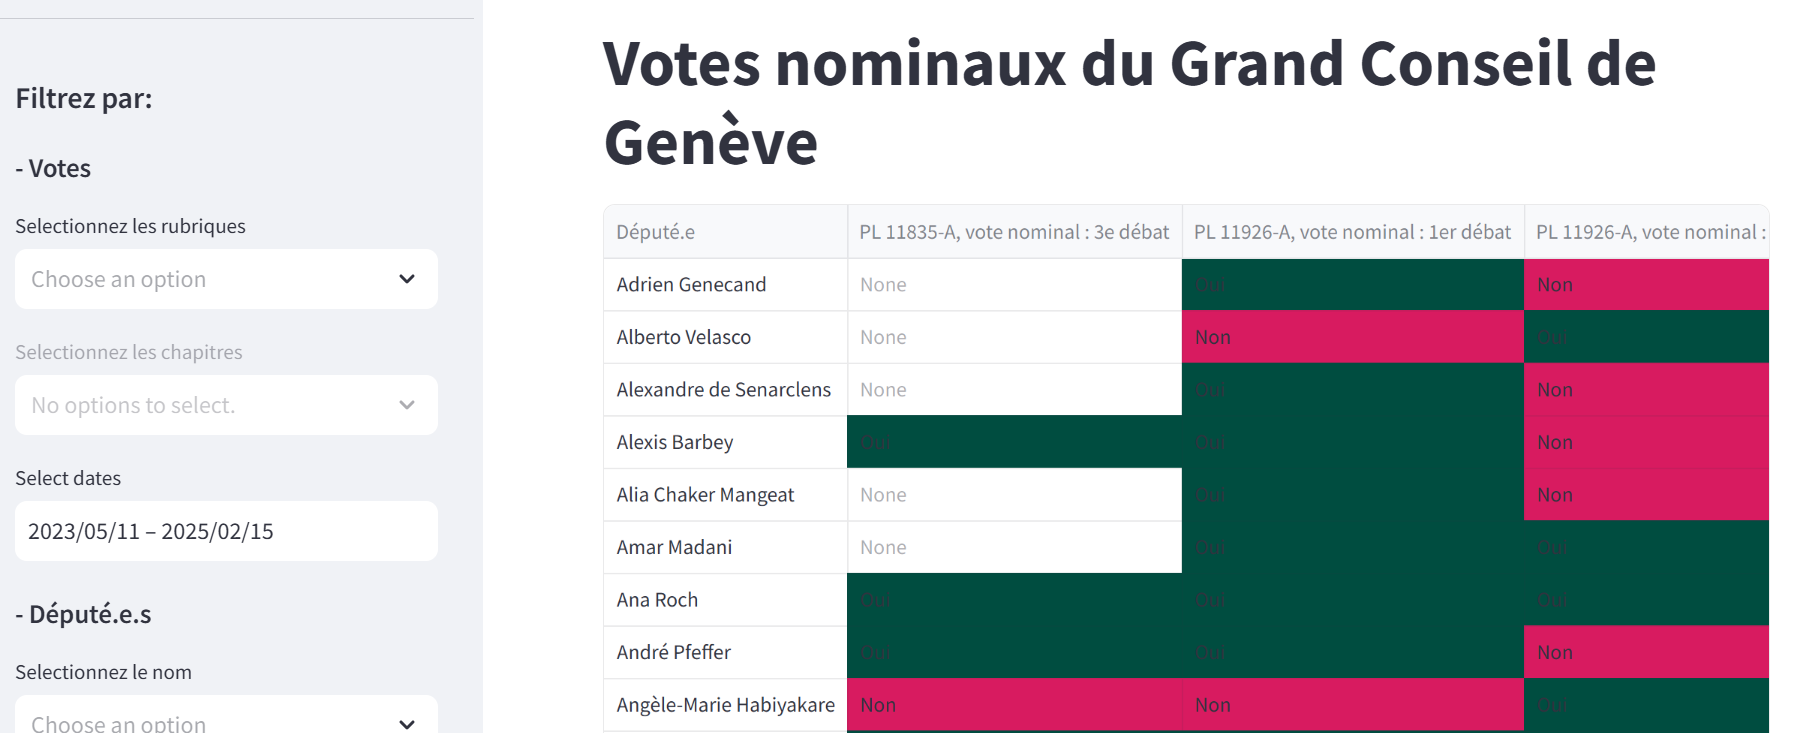 Filtrez par:
- Votes
Selectionnez les rubriques
Choose an option
Selectionnez les chapitres
No options to select.
Select dates
2023/05/11 – 2025/02/15
- Député.e.s
Selectionnez le nom
Choose an option
Votes nominaux du Grand Conseil de
Genève
Député.e PL 11835-A, vote nominal : 3e débat PL 11926-A, vote nominal : 1er débat PL 11926-A, vote nominal :
Adrien Genecand None Oui Non
Alberto Velasco None Non Oui
Alexandre de Senarclens None Oui Non
Alexis Barbey Oui Oui Non
Alia Chaker Mangeat None Oui Non
Amar Madani None Oui Oui
Ana Roch Oui Oui Oui
André Pfeffer Oui Oui Non
Angèle-Marie Habiyakare Non Non Oui